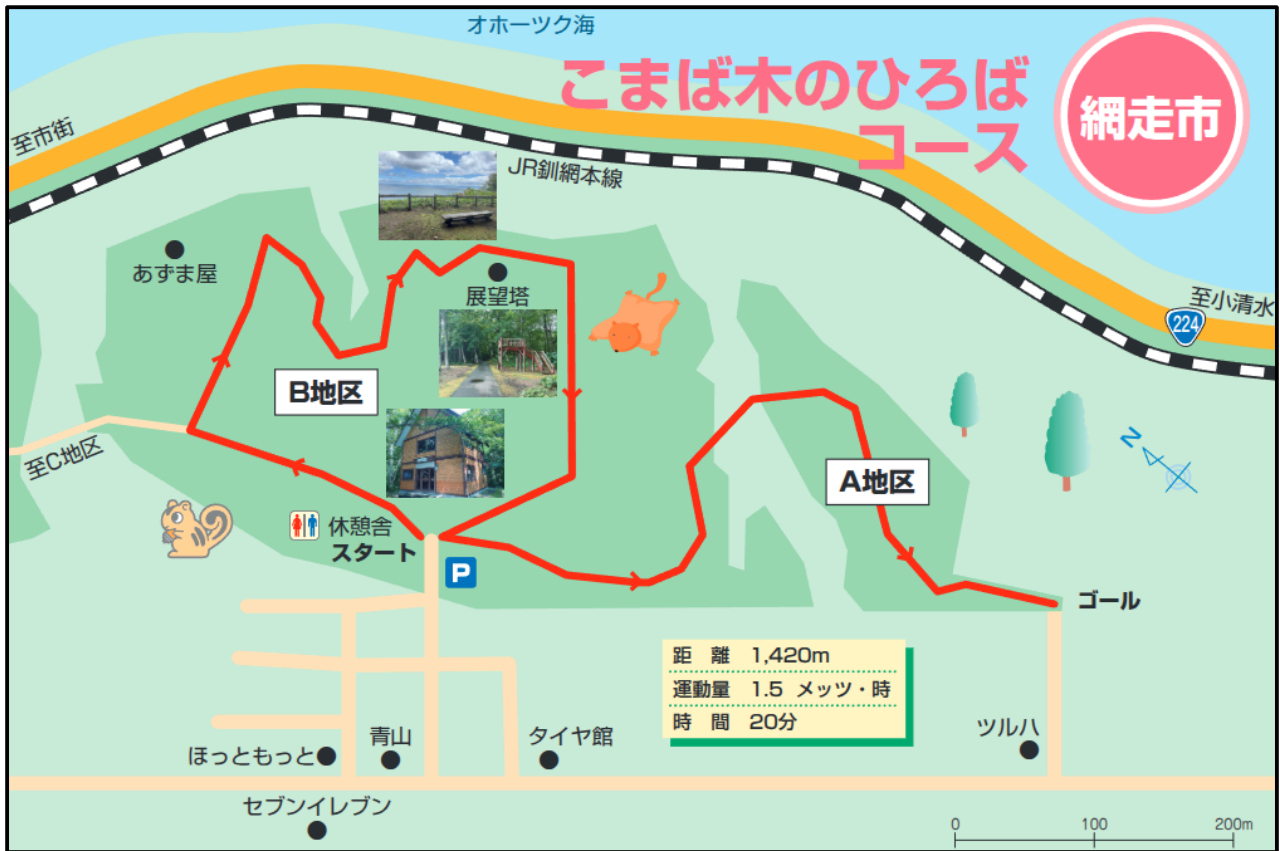 オホーツク海
こまば木のひろば
コース
網走市
至市街
JR釧網本線
あずま屋
展望塔
至小清水
224
B地区
至C地区
A地区
N
休憩舎
スタート
P
ゴール
距　離　1,420m
運動量　1.5　メッツ・時
時　間　20分
ほっともっと
青山
タイヤ館
ツルハ
セブンイレブン
0　100　200m